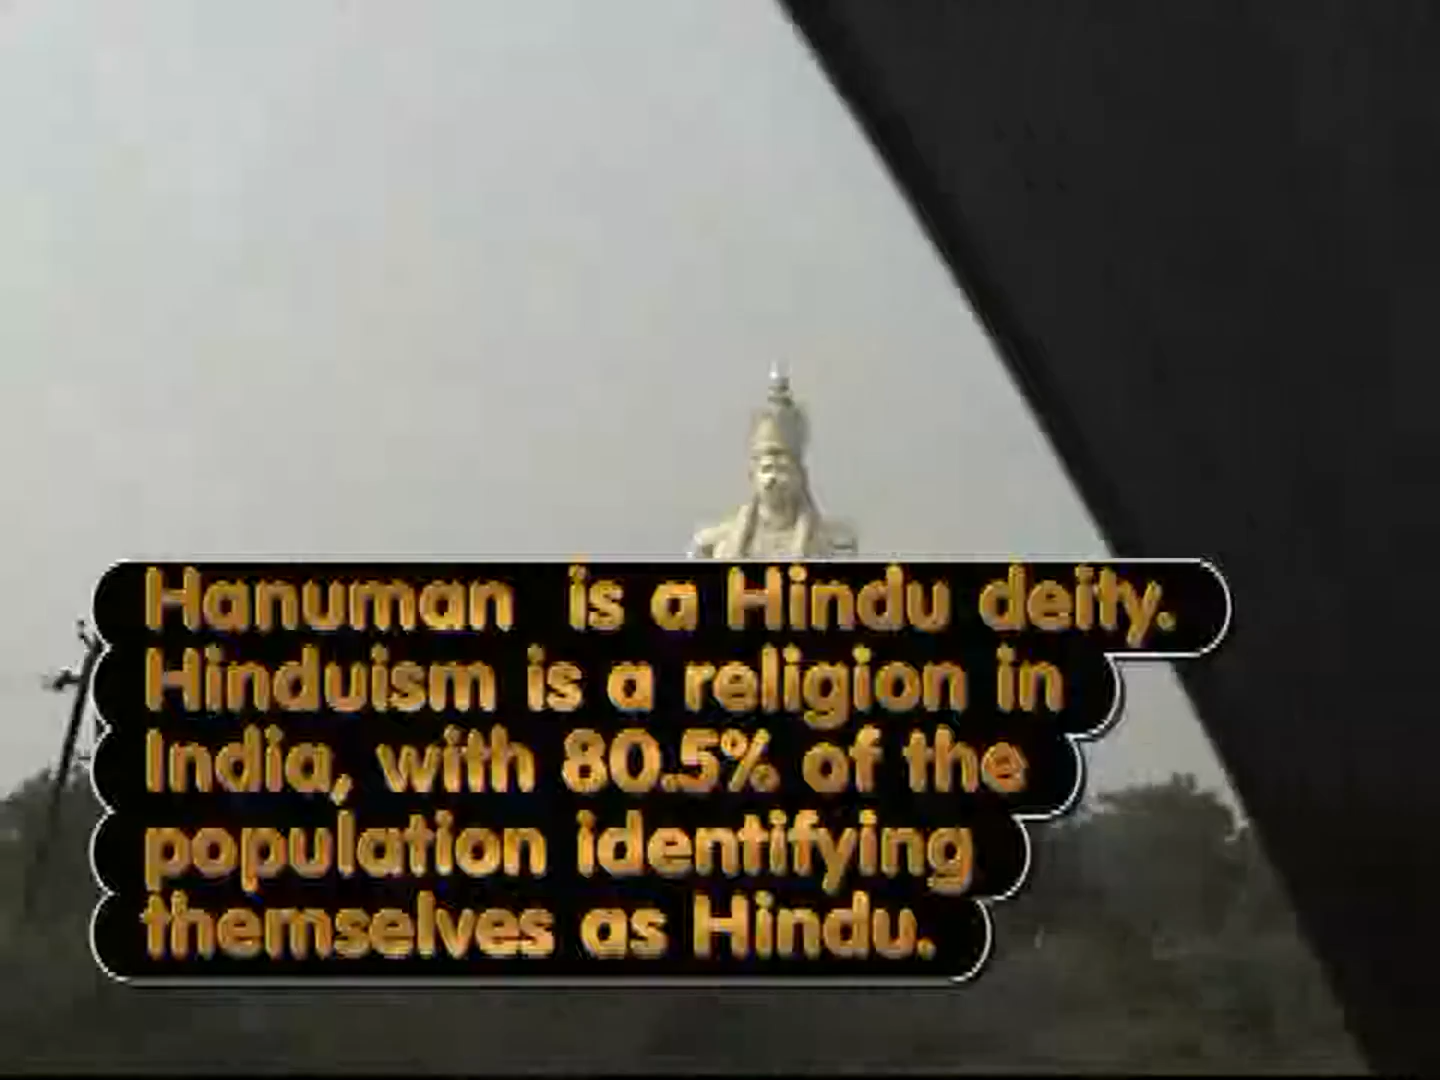 Hanuman  is a Hindu deity.
Hinduism is a religion in
India, with 80.5% of the
population identifying
themselves as Hindu.